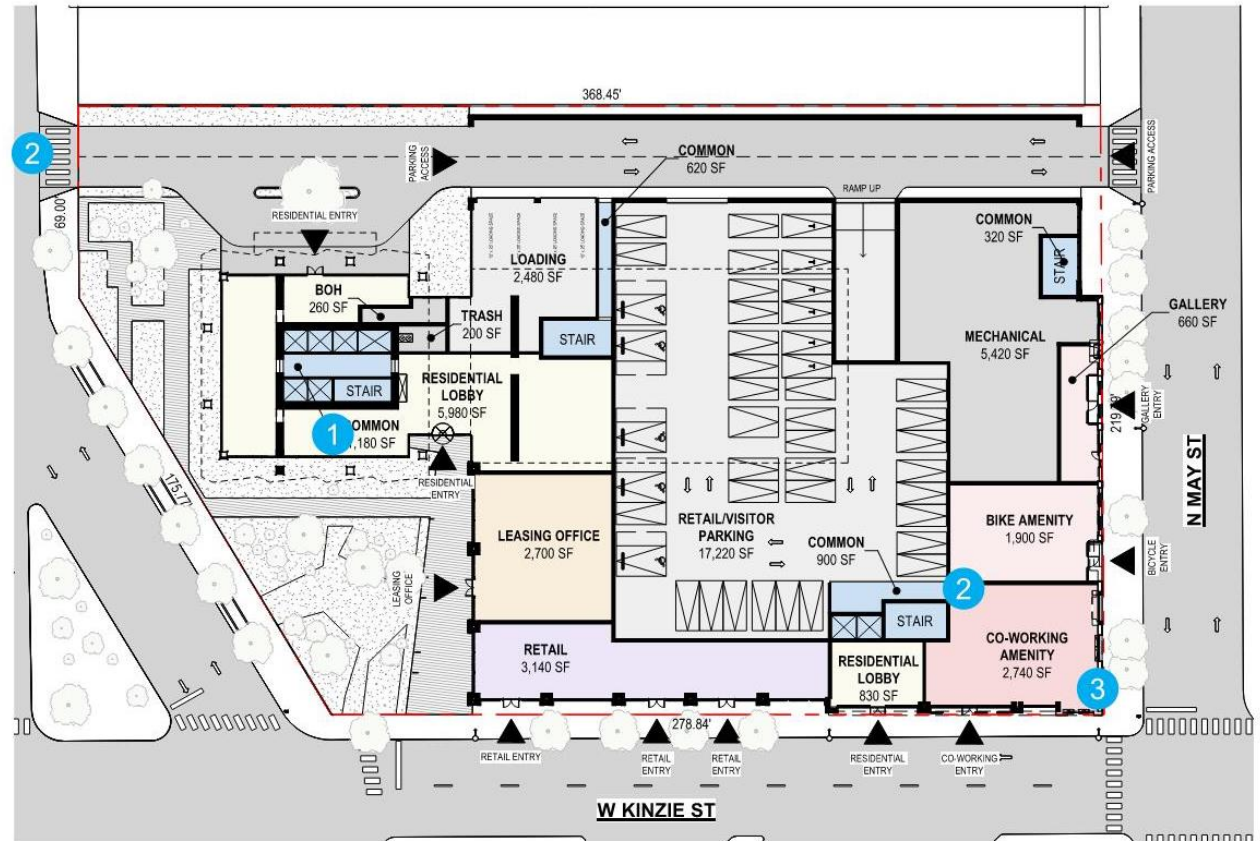 368.45'
2
PARKING
ACCESS
COMMON
620 SF
PARKING ACCESS
RAMP UP
69.00'
RESIDENTIAL ENTRY
LOADING
2,480 SF
COMMON
320 SF
STAIR
BOH
260 SF
TRASH
200 SF
STAIR
MECHANICAL
5,420 SF
GALLERY
660 SF
STAIR
RESIDENTIAL
LOBBY
5,980 SF
1
,180 SF
RESIDENTIAL
ENTRY
GALLERY
ENTRY
N MAY ST
175.77'
LEASING OFFICE
2,700 SF
RETAIL/VISITOR
PARKING
17,220 SF
BIKE AMENITY
1,900 SF
BICYCLE
ENTRY
COMMON
900 SF
2
LEASING
OFFICE
STAIR
RETAIL
3,140 SF
RESIDENTIAL
LOBBY
830 SF
CO-WORKING
AMENITY
2,740 SF
3
278.84'
RETAIL ENTRY
RETAIL
ENTRY
RETAIL
ENTRY
RESIDENTIAL
ENTRY
CO-WORKING
ENTRY
W KINZIE ST